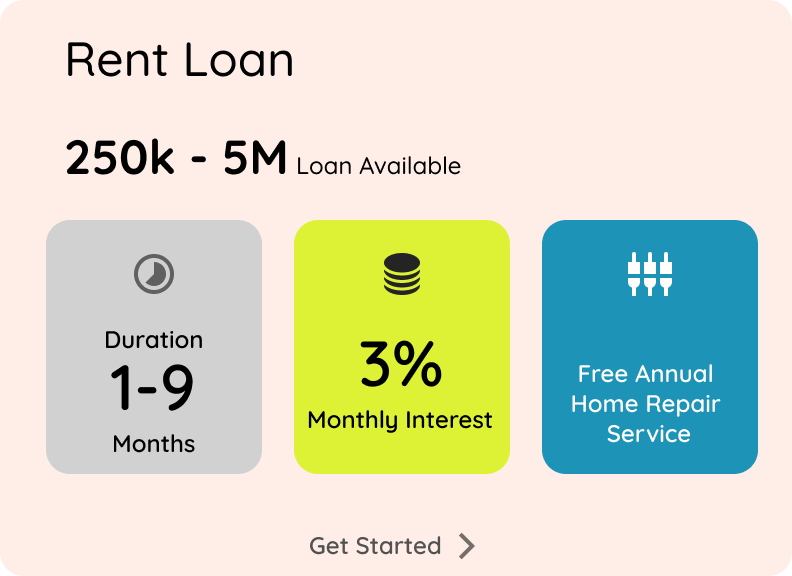 Rent Loan
250k - 5M Loan Available
Duration
1-9
Months
3%
Monthly Interest
Free Annual
Home Repair
Service
Get Started